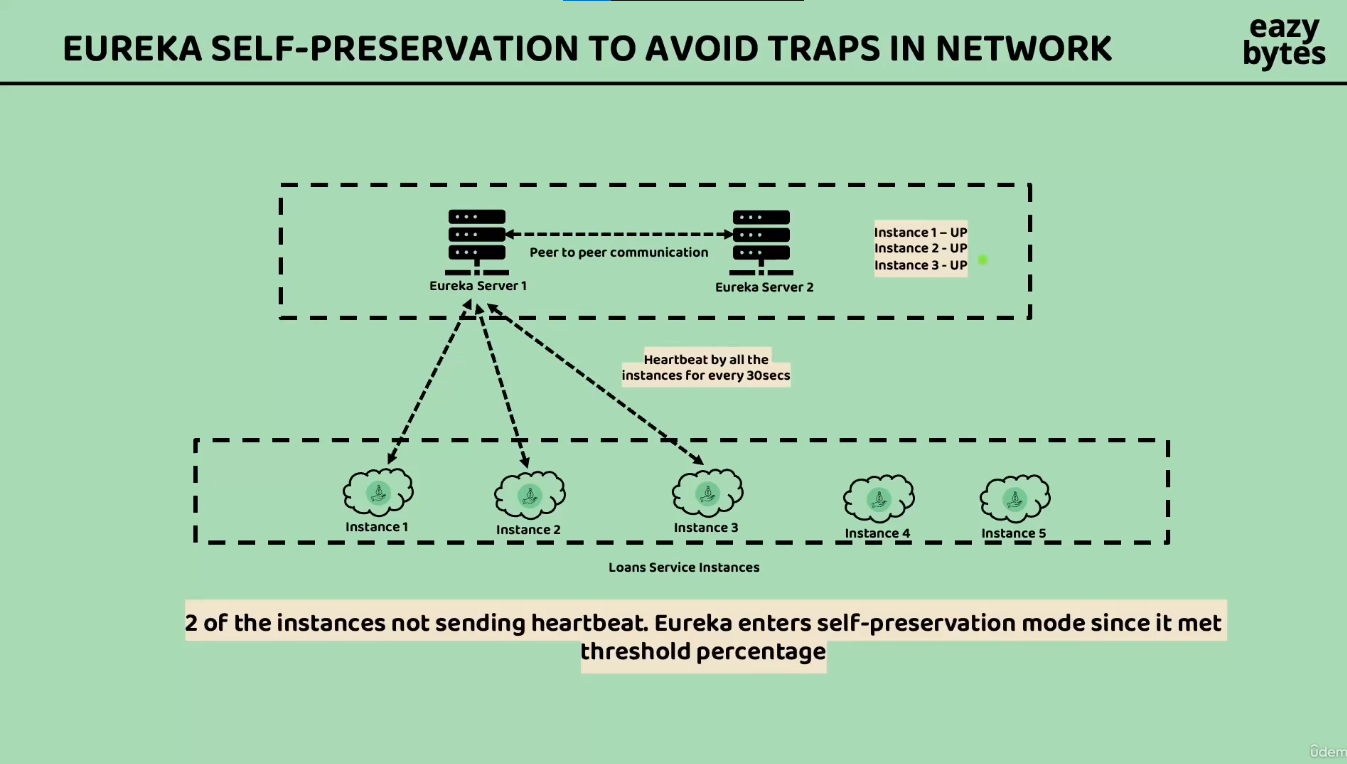 EUREKA SELF-PRESERVATION TO AVOID TRAPS IN NETWORK
eazy
bytes
Instance 1 – UP
Instance 2 - UP
Instance 3 - UP
Peer to peer communication
Eureka Server 1
Eureka Server 2
Heartbeat by all the
instances for every 30secs
Instance 1
Instance 2
Instance 3
Instance 4
Instance 5
Loans Service Instances
2 of the instances not sending heartbeat. Eureka enters self-preservation mode since it met
threshold percentage